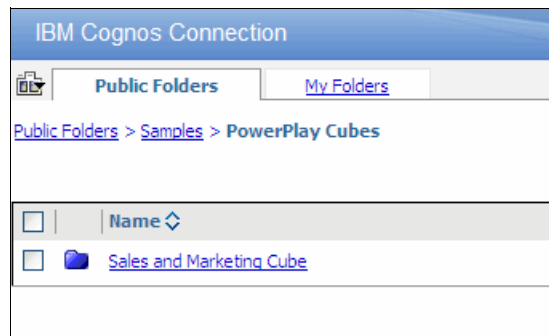 IBM Cognos Connection
Public Folders My Folders
Public Folders > Samples > PowerPlay Cubes
Name
Sales and Marketing Cube